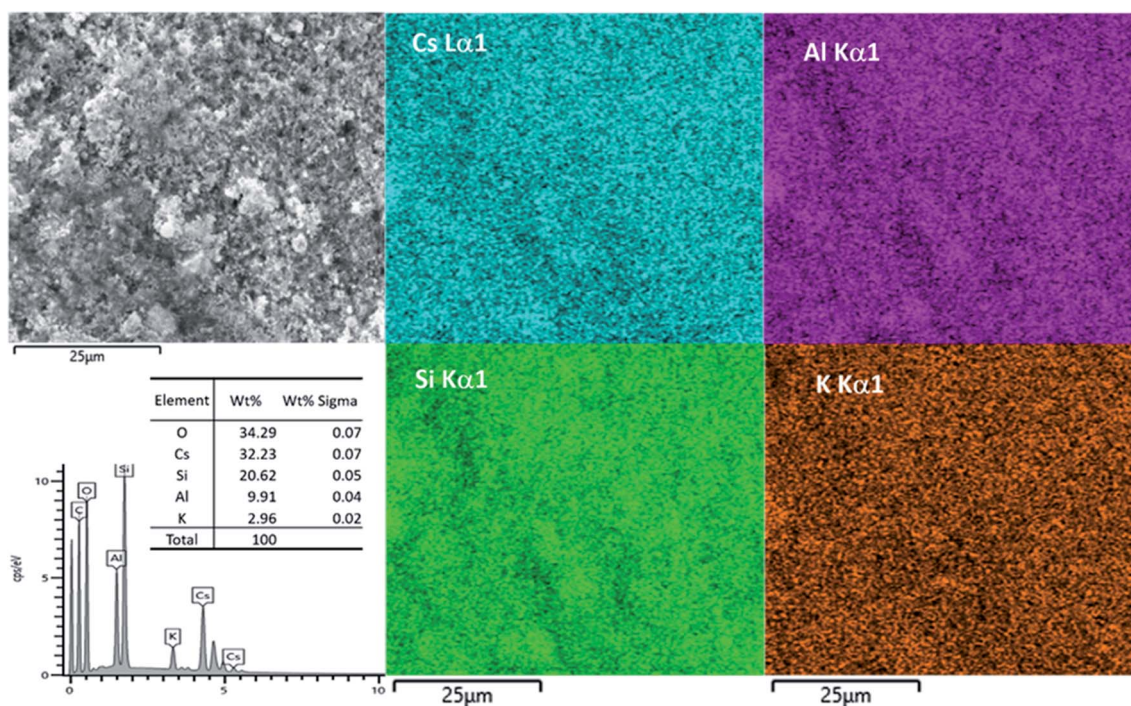 Cs Lα1
Al Kα1
25µm
Si Kα1
K Kα1
Element Wt% Wt% Sigma
O 34.29 0.07
Cs 32.23 0.07
Si 20.62 0.05
Al 9.91 0.04
K 2.96 0.02
Total 100
10
5
0
cps/eV
C
O
Al
Si
K
Cs
Cs
0 5 10
25µm
25µm